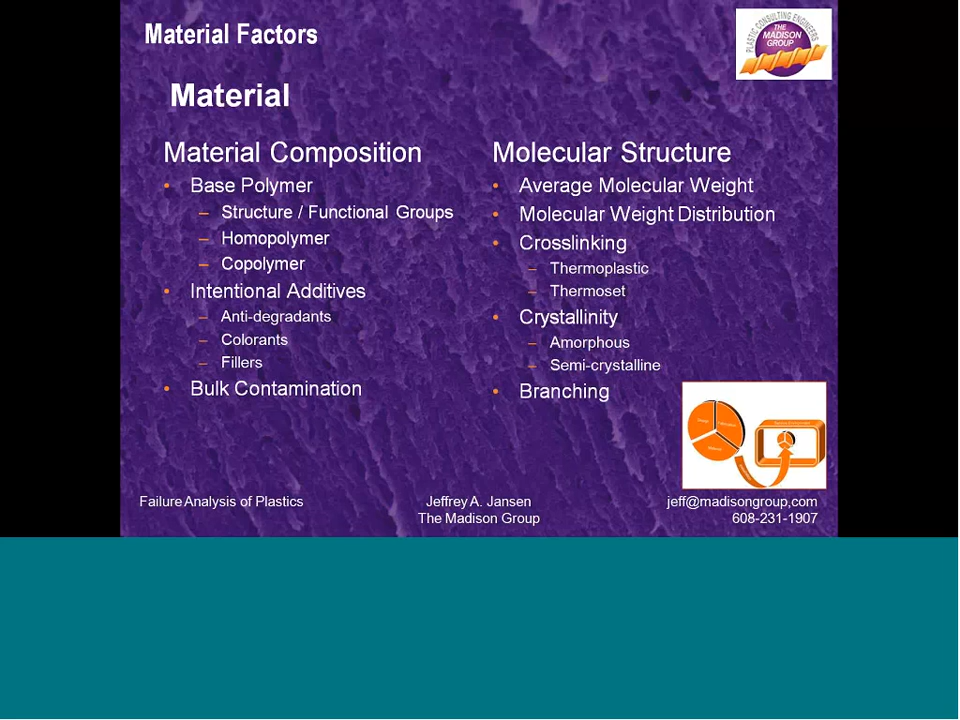 Material Factors
PLASTIC CONSULTING ENGINEERS
THE
MADISON
GROUP
Material
Material Composition
• Base Polymer
– Structure / Functional Groups
– Homopolymer
– Copolymer
• Intentional Additives
– Anti-degradants
– Colorants
– Fillers
• Bulk Contamination
Molecular Structure
• Average Molecular Weight
• Molecular Weight Distribution
• Crosslinking
– Thermoplastic
– Thermoset
• Crystallinity
– Amorphous
– Semi-crystalline
• Branching
Failure Analysis of Plastics
Jeffrey A. Jansen
The Madison Group
jeff@madisongroup,com
608-231-1907